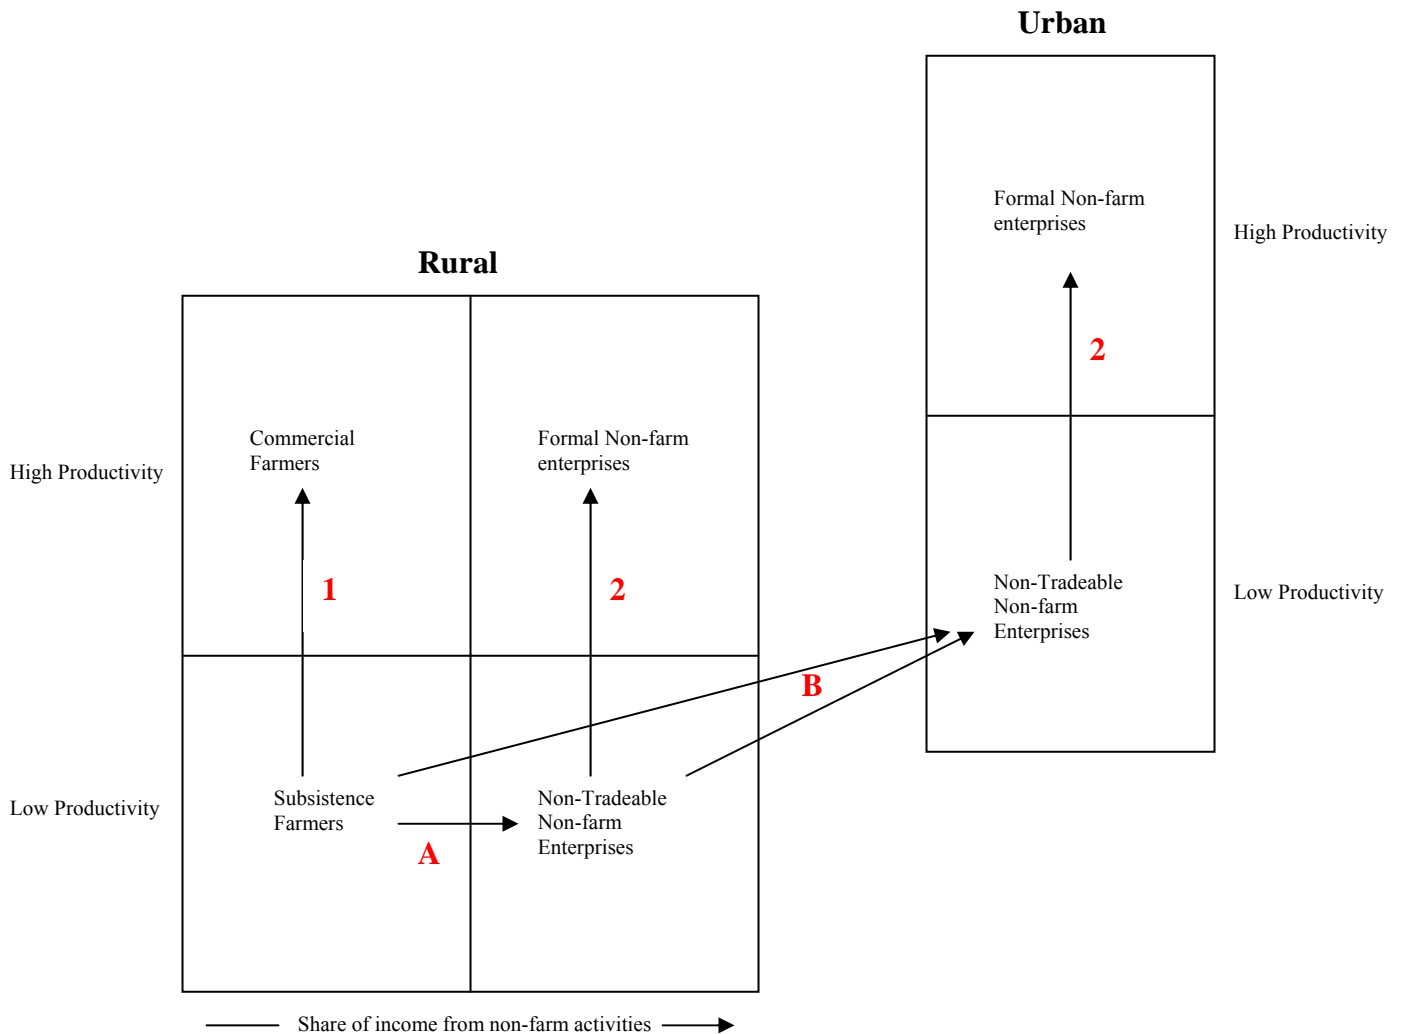 Urban
Formal Non-farm
enterprises
High Productivity
Rural
2
Commercial
Farmers
Formal Non-farm
enterprises
High Productivity
1
2
Non-Tradeable
Non-farm
Enterprises
Low Productivity
B
Subsistence
Farmers
Non-Tradeable
Non-farm
Enterprises
Low Productivity
A
Share of income from non-farm activities